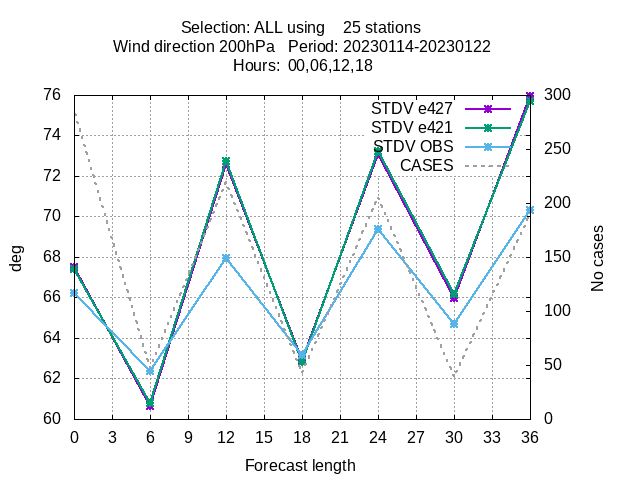 Selection: ALL using    25 stations
Wind direction 200hPa   Period: 20230114-20230122
Hours:  00,06,12,18
STDV e427
STDV e421
STDV OBS
CASES
76
74
72
70
68
66
64
62
60
300
250
200
150
100
50
0
deg
No cases
0 3 6 9 12 15 18 21 24 27 30 33 36
Forecast length